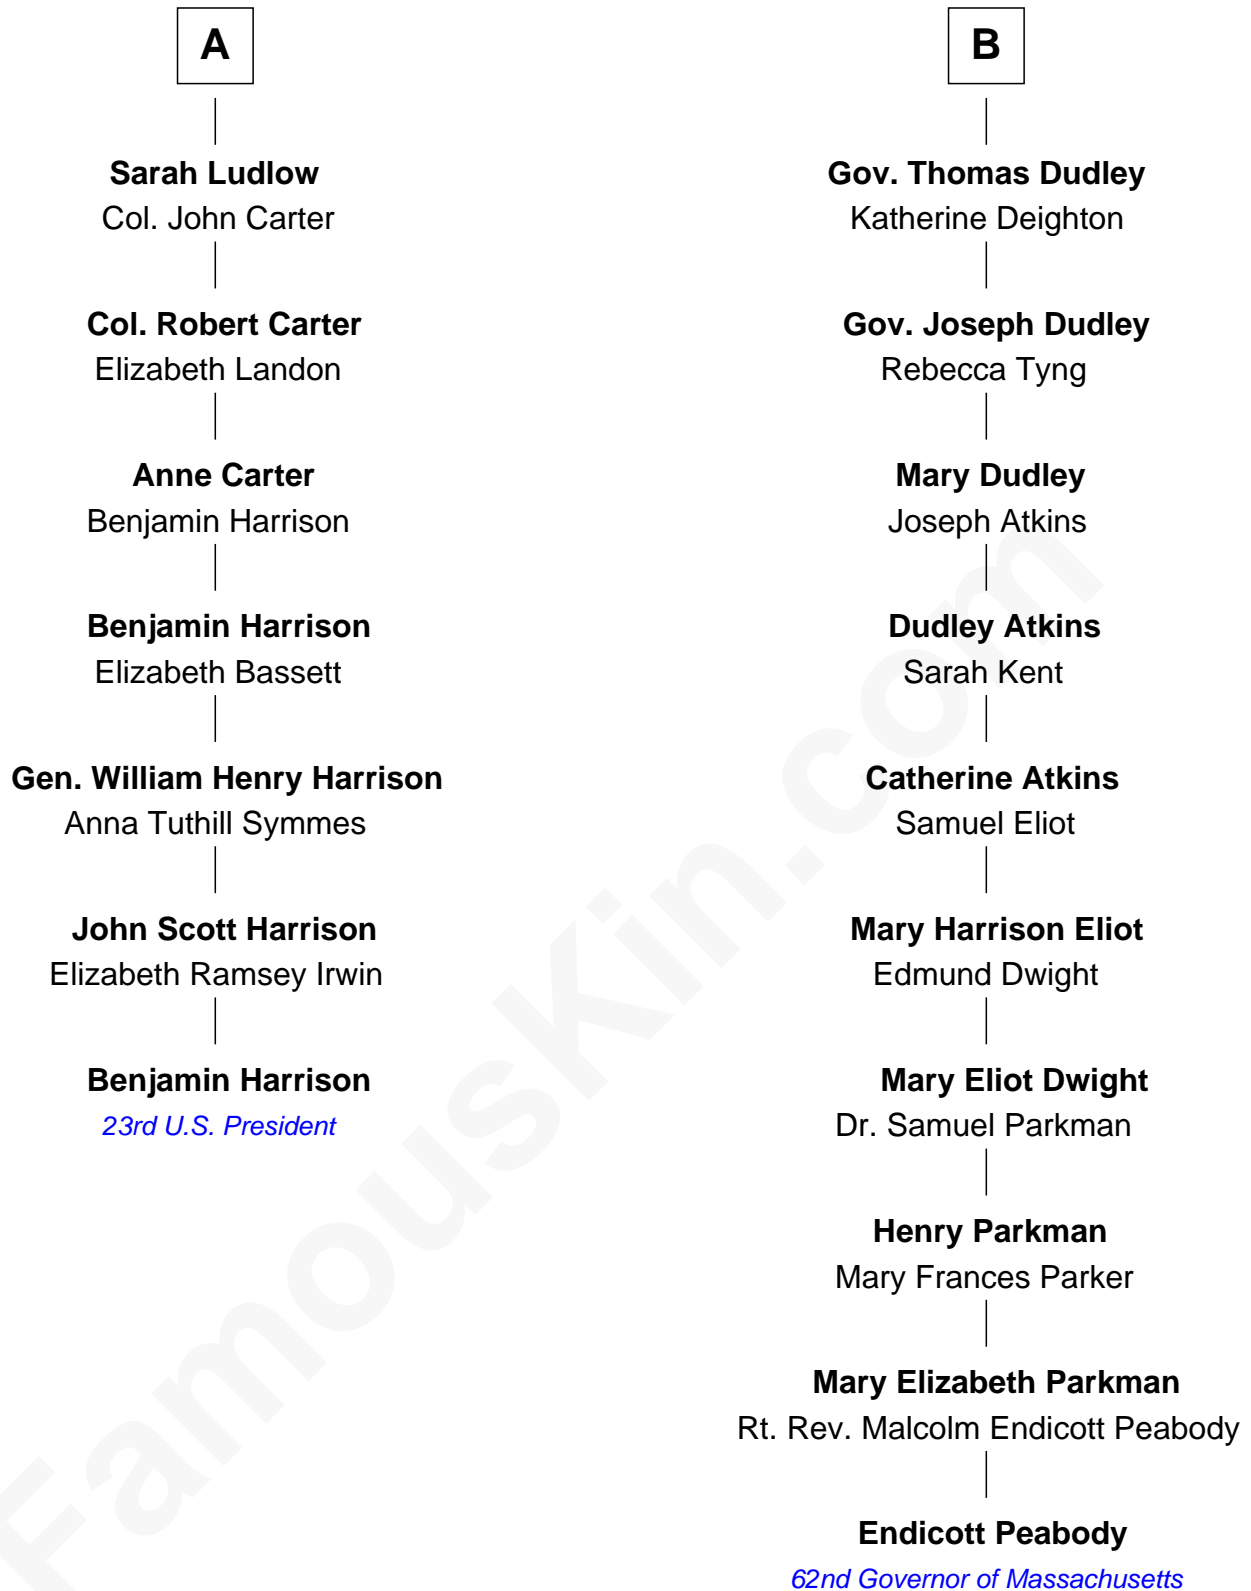 A
Sarah Ludlow
Col. John Carter
Col. Robert Carter
Elizabeth Landon
Anne Carter
Benjamin Harrison
Benjamin Harrison
Elizabeth Bassett
Gen. William Henry Harrison
Anna Tuthill Symmes
John Scott Harrison
Elizabeth Ramsey Irwin
Benjamin Harrison
23rd U.S. President
B
Gov. Thomas Dudley
Katherine Deighton
Gov. Joseph Dudley
Rebecca Tyng
Mary Dudley
Joseph Atkins
Dudley Atkins
Sarah Kent
Catherine Atkins
Samuel Eliot
Mary Harrison Eliot
Edmund Dwight
Mary Eliot Dwight
Dr. Samuel Parkman
Henry Parkman
Mary Frances Parker
Mary Elizabeth Parkman
Rt. Rev. Malcolm Endicott Peabody
Endicott Peabody
62nd Governor of Massachusetts
FamousKin.com